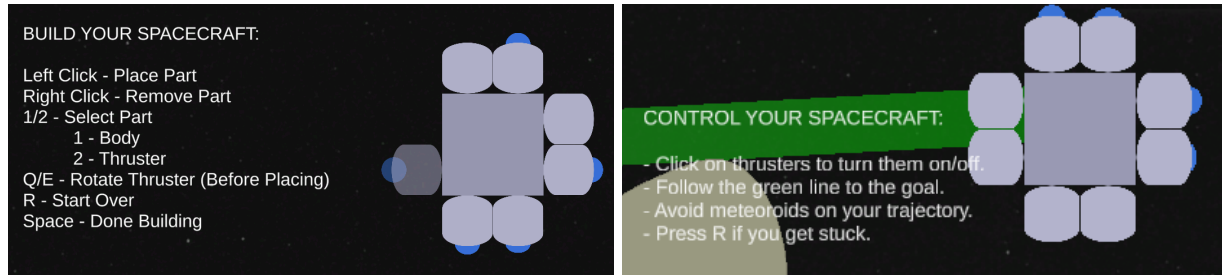 BUILD YOUR SPACECRAFT:
Left Click - Place Part
Right Click - Remove Part
1/2 - Select Part
1 - Body
2 - Thruster
Q/E - Rotate Thruster (Before Placing)
R - Start Over
Space - Done Building
CONTROL YOUR SPACECRAFT:
- Click on thrusters to turn them on/off.
- Follow the green line to the goal.
- Avoid meteoroids on your trajectory.
- Press R if you get stuck.